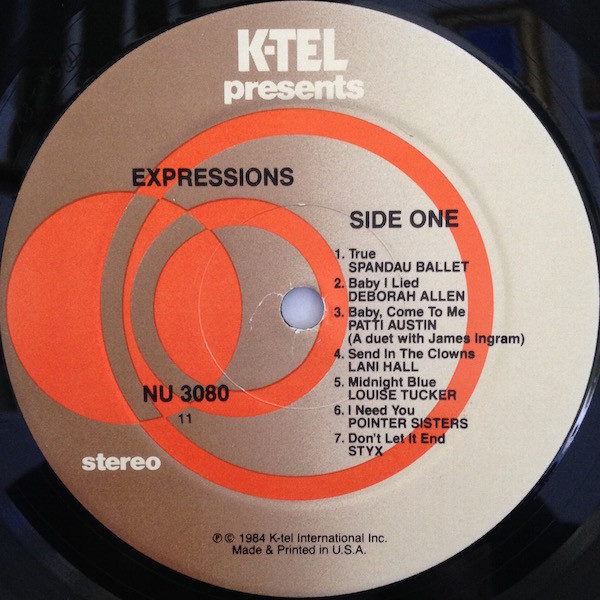 K-TEL
presents
EXPRESSIONS
SIDE ONE
1. True
SPANDAU BALLET
2. Baby I Lied
DEBORAH ALLEN
3. Baby, Come To Me
PATTI AUSTIN
(A duet with James Ingram)
4. Send In The Clowns
LANI HALL
5. Midnight Blue
LOUISE TUCKER
6. I Need You
POINTER SISTERS
7. Don't Let It End
STYX
NU 3080
11
stereo
℗ © 1984 K-tel International Inc.
Made & Printed in U.S.A.